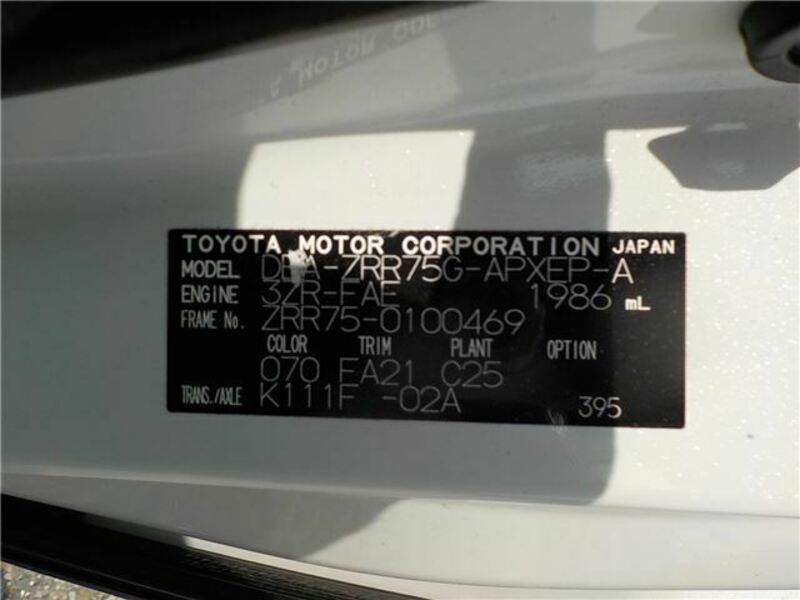 TOYOTA MOTOR CORPORATION JAPAN
MODEL DBA-ZRR75G-APXEP-A
ENGINE 3ZR-FAE 1986 mL
FRAME No. ZRR75-0100469
COLOR TRIM PLANT OPTION
070 FA21 C25
TRANS./AXLE K111F -02A 395